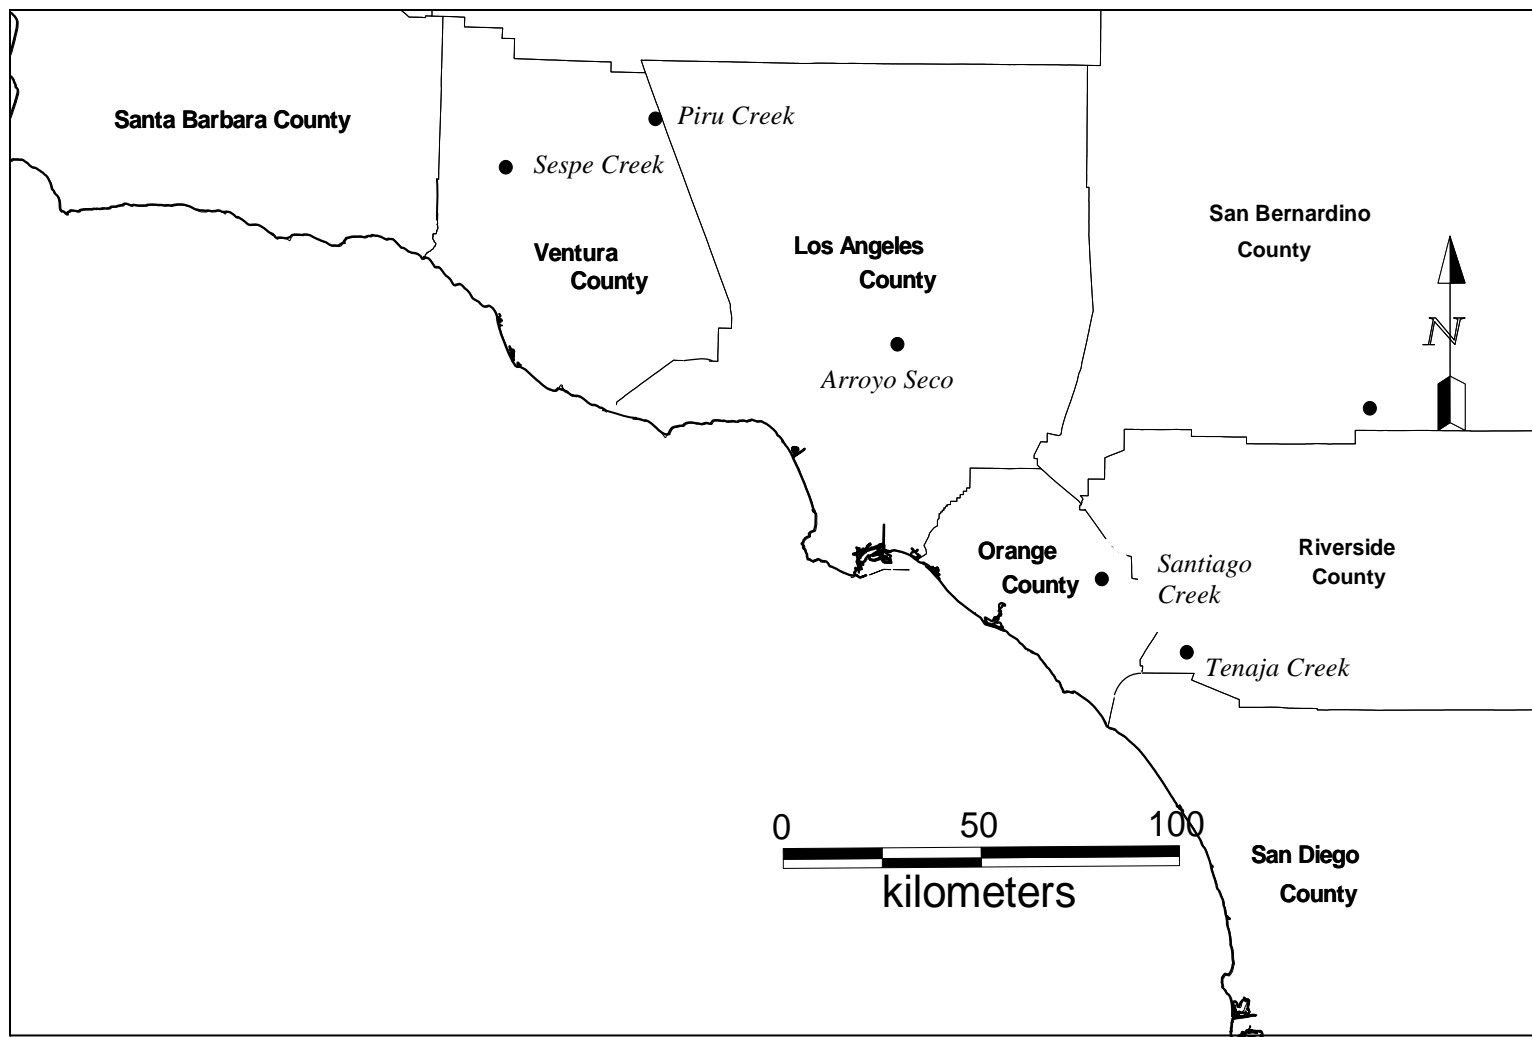 Santa Barbara County
Piru Creek
Sespe Creek
Ventura
County
Los Angeles
County
San Bernardino
County
N
Arroyo Seco
Orange
County
Santiago
Creek
Riverside
County
Tenaja Creek
0 50 100
kilometers
San Diego
County